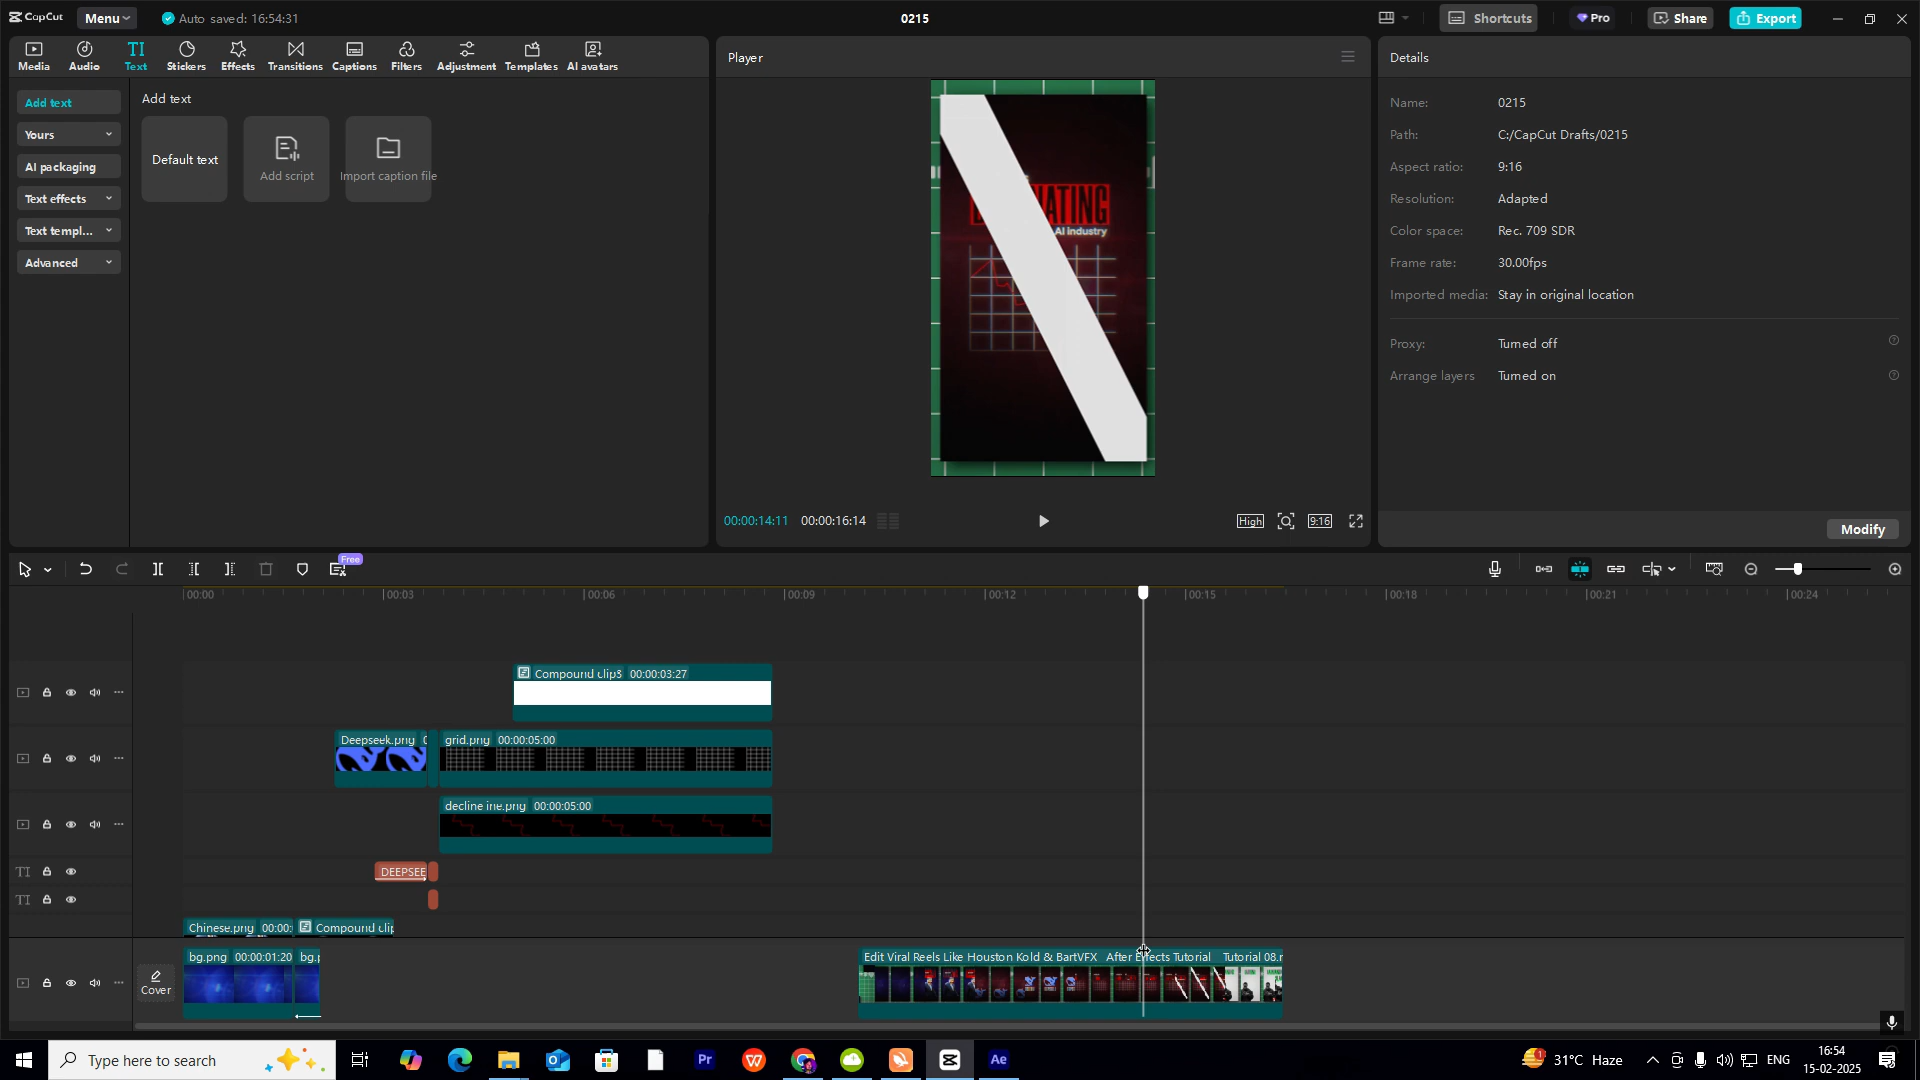 CapCut
Menu
Auto saved: 16:54:31
0215
Shortcuts
Pro
Share
Export
Media
Audio
TI
Text
Stickers
Effects
Transitions
Captions
Filters
Adjustment
Templates
AI avatars
Add text
Yours
AI packaging
Text effects
Text templ...
Advanced
Add text
Default text
Add script
Import caption file
Player
ATING
AI industry
00:00:14:11
00:00:16:14
High
9:16
Details
Name:
0215
Path:
C:/CapCut Drafts/0215
Aspect ratio:
9:16
Resolution:
Adapted
Color space:
Rec. 709 SDR
Frame rate:
30.00fps
Imported media:
Stay in original location
Proxy:
Turned off
Arrange layers
Turned on
Modify
Free
00:00
00:03
00:06
00:09
00:12
00:15
00:18
00:21
00:24
Compound clip3 00:00:03:27
Deepseek.png 0
grid.png 00:00:05:00
decline ine.png 00:00:05:00
TI
DEEPSEE
TI
Chinese.png 00:00:
Compound clip
Cover
bg.png 00:00:01:20
bg.p
Edit Viral Reels Like Houston Kold & BartVFX After Effects Tutorial Tutorial 08.r
Type here to search
Pr
W
Ae
31°C Haze
ENG
16:54
15-02-2025